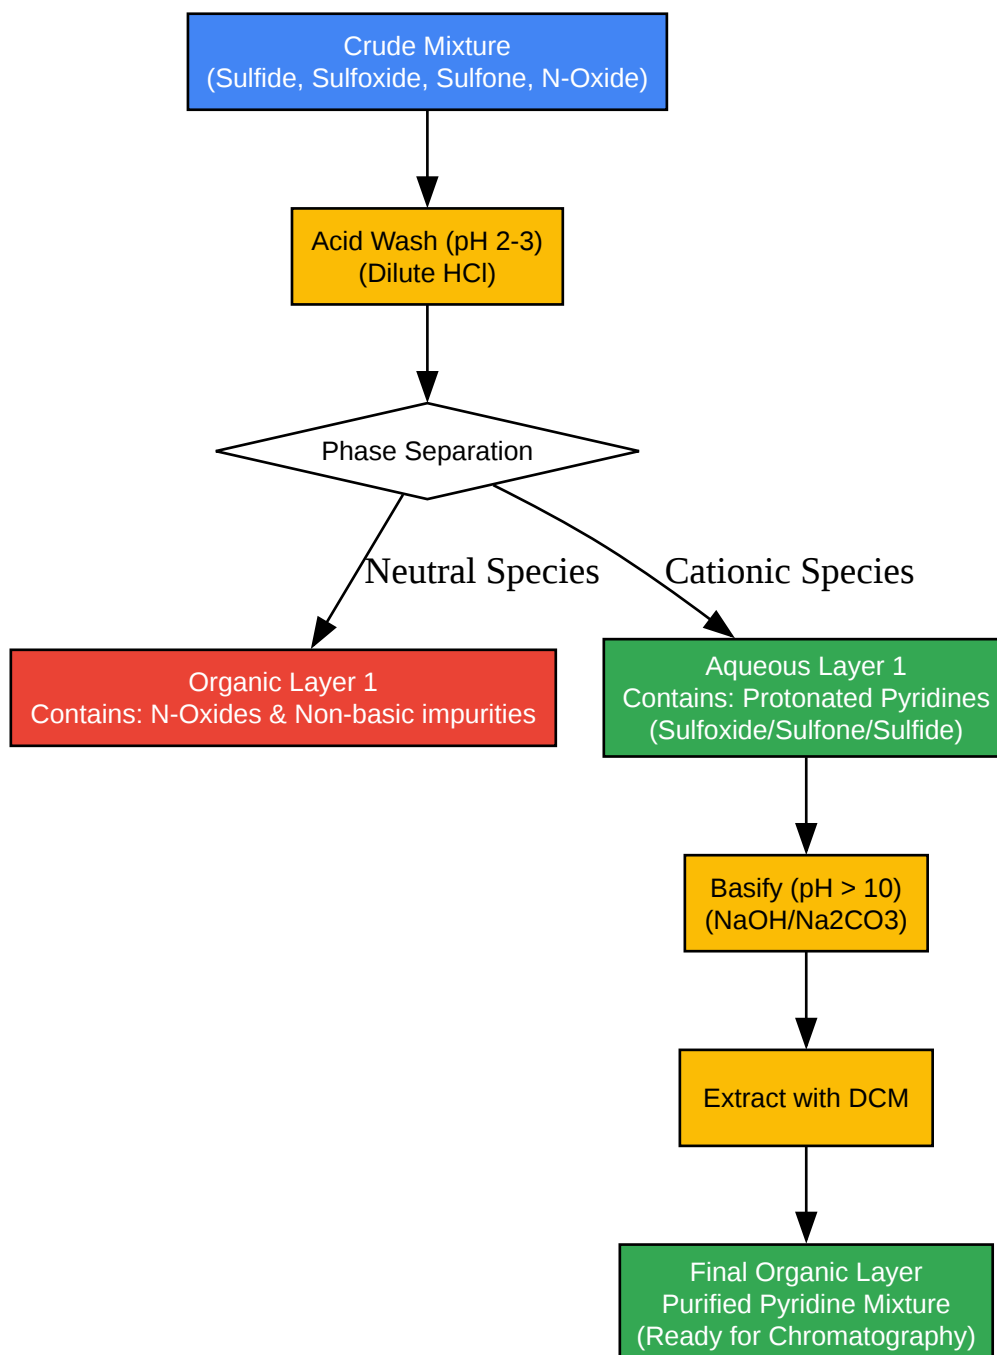 Crude Mixture
(Sulfide, Sulfoxide, Sulfone, N-Oxide)
Acid Wash (pH 2-3)
(Dilute HCl)
Phase Separation
Neutral Species
Cationic Species
Organic Layer 1
Contains: N-Oxides & Non-basic impurities
Aqueous Layer 1
Contains: Protonated Pyridines
(Sulfoxide/Sulfone/Sulfide)
Basify (pH > 10)
(NaOH/Na2CO3)
Extract with DCM
Final Organic Layer
Purified Pyridine Mixture
(Ready for Chromatography)